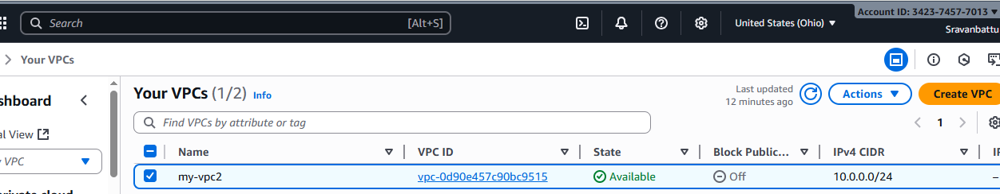 Account ID: 3423-7457-7013
Search [Alt+S] United States (Ohio)
Sravanbattu
Your VPCs
shboard
Your VPCs (1/2) Info
Last updated
12 minutes ago
Actions
Create VPC
Find VPCs by attribute or tag
1
al View
VPC
Name VPC ID State Block Public... IPv4 CIDR
my-vpc2 vpc-0d90e457c90bc9515 Available Off 10.0.0.0/24 –